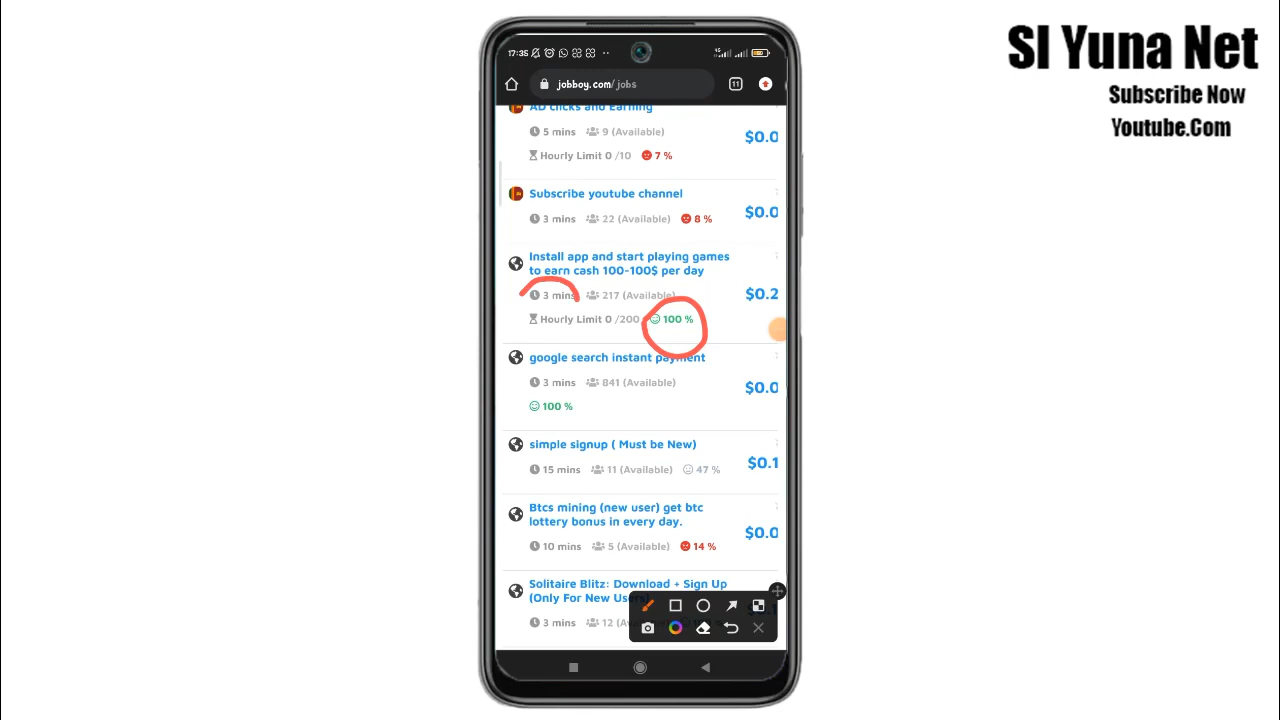 SI Yuna Net
Subscribe Now
Youtube.Com
17:35
jobboy.com/jobs
11
AD clicks and Earning
5 mins 9 (Available)
$0.0
Hourly Limit 0 /10 7 %
Subscribe youtube channel
$0.0
3 mins 22 (Available) 8 %
Install app and start playing games
to earn cash 100-100$ per day
3 mins 217 (Available)
$0.2
Hourly Limit 0 /200 100 %
google search instant payment
3 mins 841 (Available)
$0.0
100 %
simple signup ( Must be New)
$0.1
15 mins 11 (Available) 47 %
Btcs mining (new user) get btc
lottery bonus in every day.
$0.0
10 mins 5 (Available) 14 %
Solitaire Blitz: Download + Sign Up
(Only For New Users)
3 mins 12